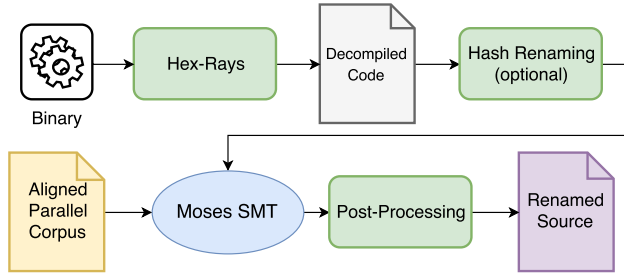 Binary
Hex-Rays
Decompiled
Code
Hash Renaming
(optional)
Aligned
Parallel
Corpus
Moses SMT
Post-Processing
Renamed
Source